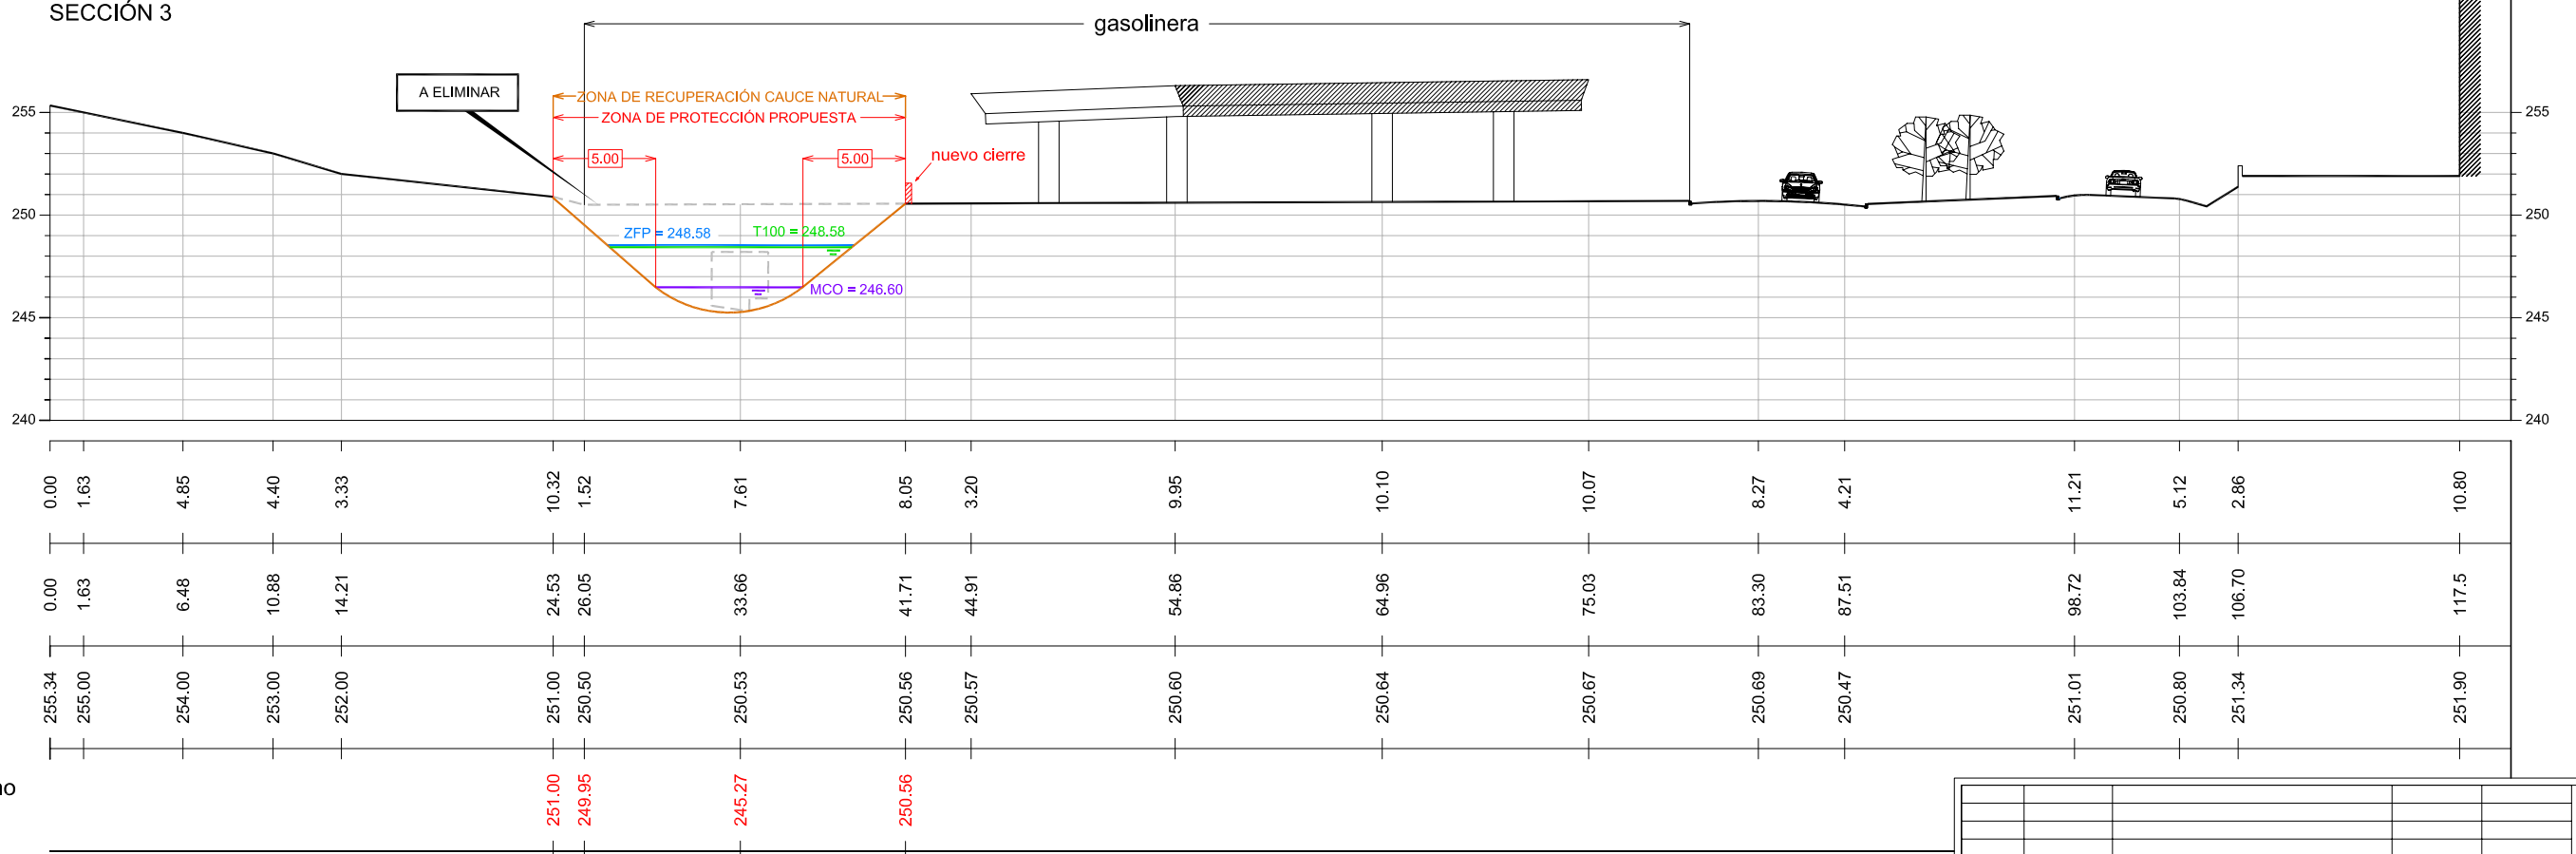 SECCIÓN 3
gasolinera
A ELIMINAR
ZONA DE RECUPERACIÓN CAUCE NATURAL
ZONA DE PROTECCIÓN PROPUESTA
5.00
5.00
nuevo cierre
255
255
250
250
ZFP = 248.58
T100 = 248.58
MCO = 246.60
245
245
240
240
0.00 1.63 4.85 4.40 3.33 10.32 1.52 7.61 8.05 3.20 9.95 10.10 10.07 8.27 4.21 11.21 5.12 2.86 10.80
0.00 1.63 6.48 10.88 14.21 24.53 26.05 33.66 41.71 44.91 54.86 64.96 75.03 83.30 87.51 98.72 103.84 106.70 117.5
255.34 255.00 254.00 253.00 252.00 251.00 250.50 250.53 250.56 250.57 250.60 250.64 250.67 250.69 250.47 251.01 250.80 251.34 251.90
251.00 249.95 245.27 250.56